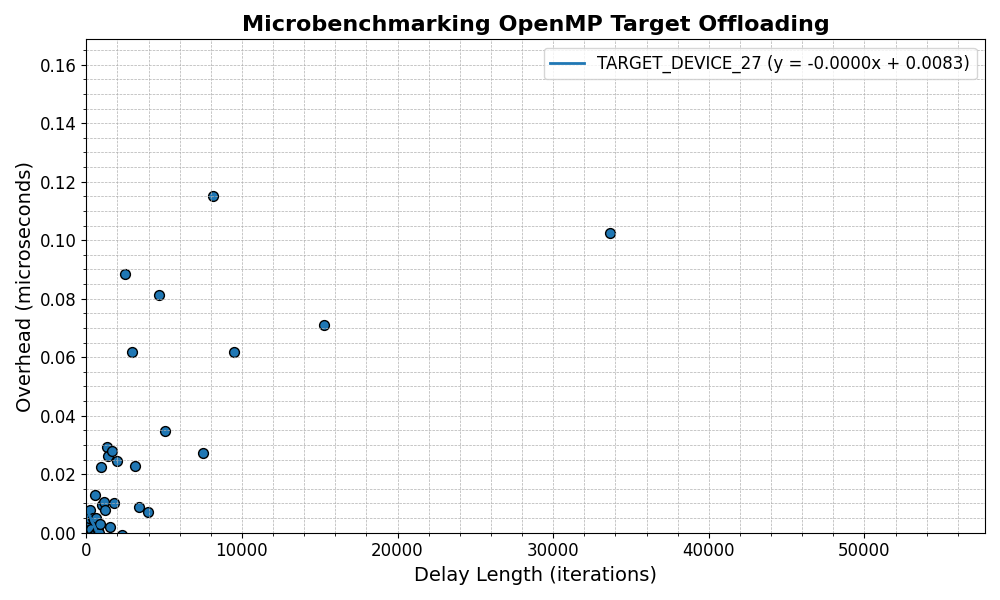 Microbenchmarking OpenMP Target Offloading
TARGET_DEVICE_27 (y = -0.0000x + 0.0083)
Overhead (microseconds)
0.16
0.14
0.12
0.10
0.08
0.06
0.04
0.02
0.00
0 10000 20000 30000 40000 50000
Delay Length (iterations)